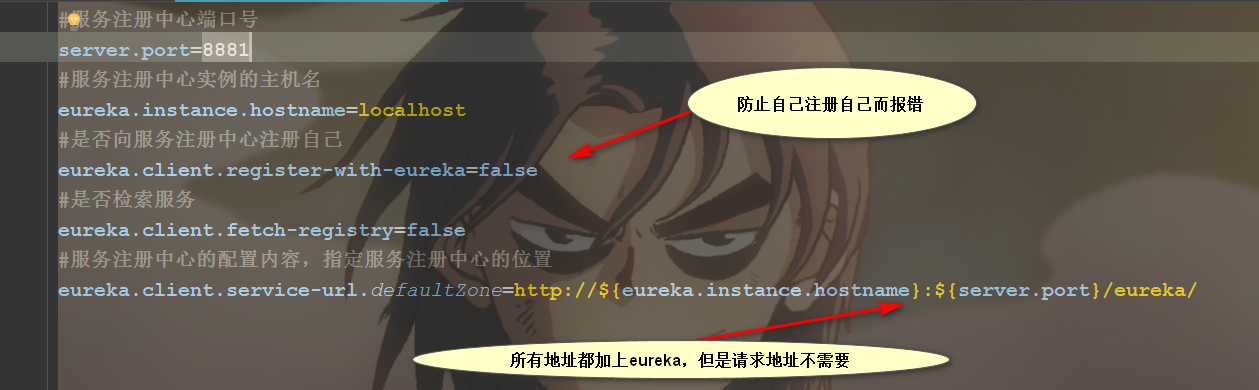 #服务注册中心端口号
server.port=8881
#服务注册中心实例的主机名
eureka.instance.hostname=localhost
防止自己注册自己而报错
#是否向服务注册中心注册自己
eureka.client.register-with-eureka=false
#是否检索服务
eureka.client.fetch-registry=false
#服务注册中心的配置内容，指定服务注册中心的位置
eureka.client.service-url.defaultZone=http://${eureka.instance.hostname}:${server.port}/eureka/
所有地址都加上eureka，但是请求地址不需要